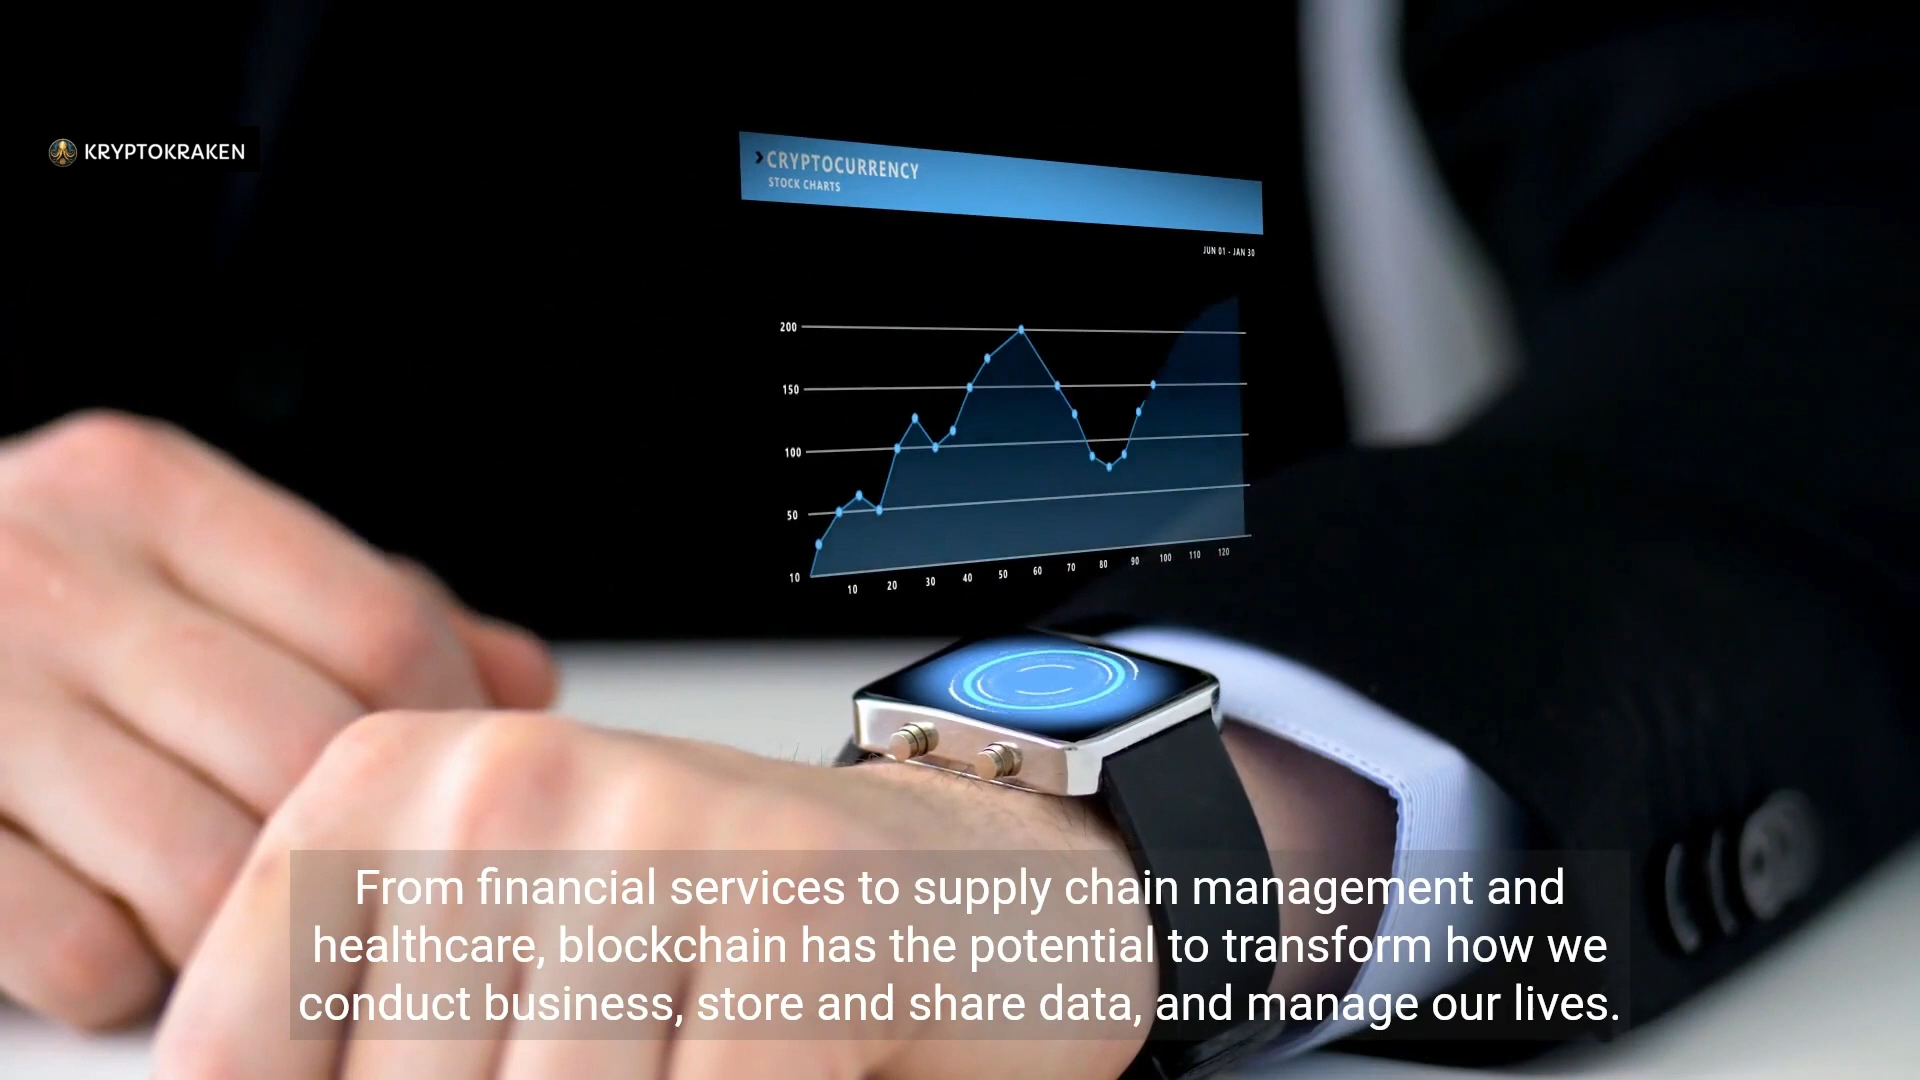 KRYPTOKRAKEN
CRYPTOCURRENCY
STOCK CHARTS
JUN 01 - JAN 30
200
150
100
50
10
10 20 30 40 50 60 70 80 90 100 110 120
From financial services to supply chain management and
healthcare, blockchain has the potential to transform how we
conduct business, store and share data, and manage our lives.